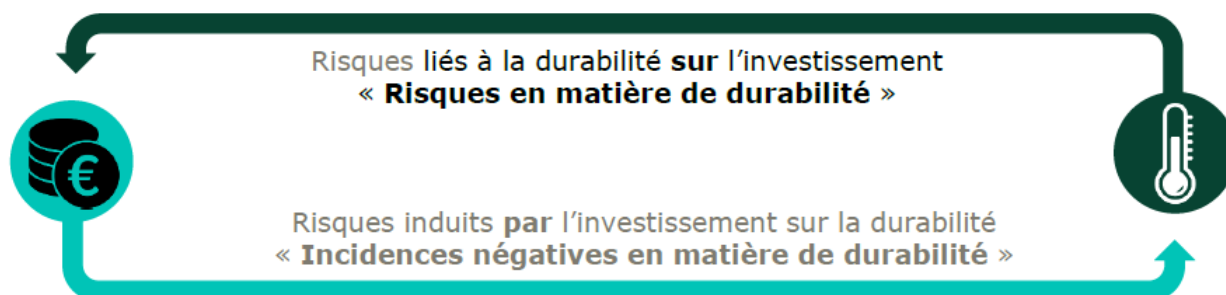 Risques liés à la durabilité sur l'investissement
« Risques en matière de durabilité »
€
Risques induits par l'investissement sur la durabilité
« Incidences négatives en matière de durabilité »